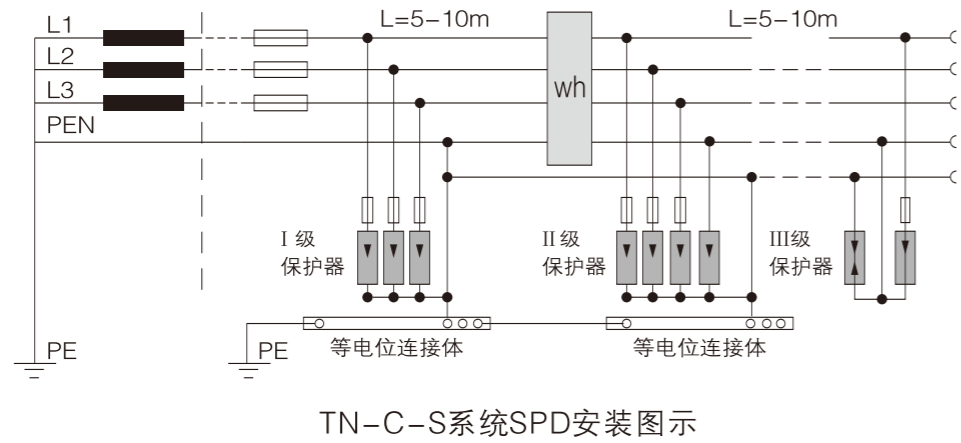 L1
L=5-10m
L=5-10m
L2
L3
wh
PEN
I 级
保护器
II 级
保护器
III级
保护器
PE
PE
等电位连接体
等电位连接体
TN-C-S系统SPD安装图示